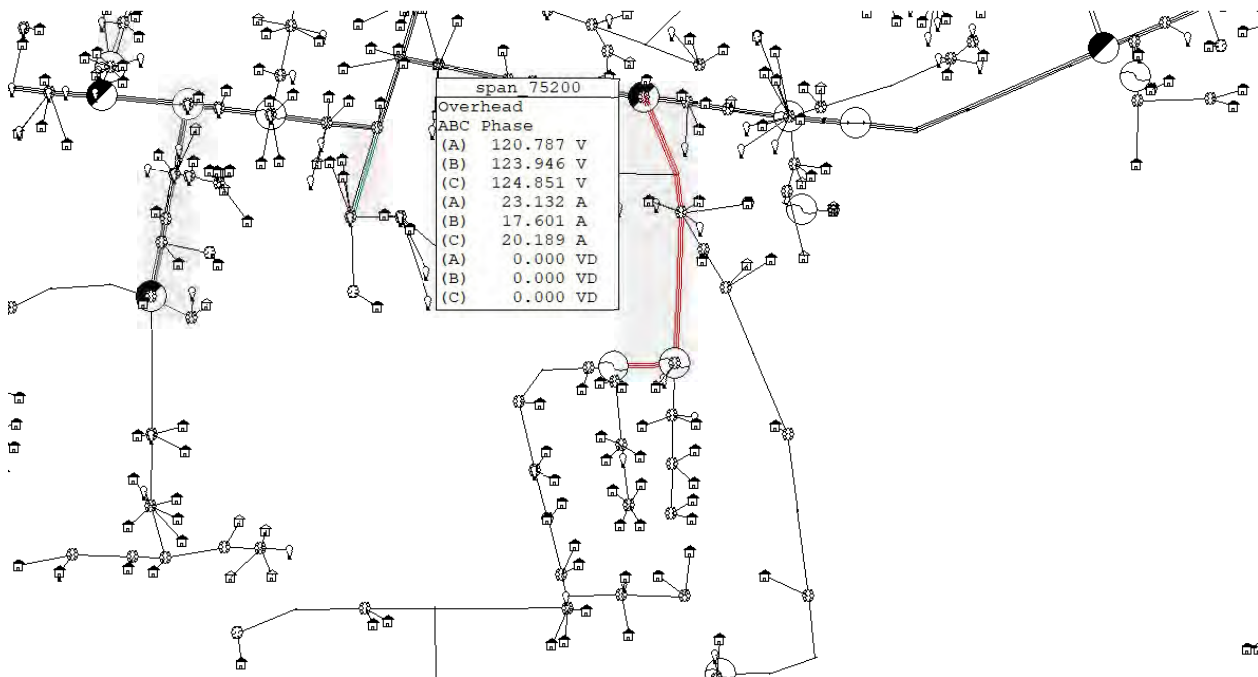 span_75200
Overhead
ABC Phase
(A) 120.787 V
(B) 123.946 V
(C) 124.851 V
(A) 23.132 A
(B) 17.601 A
(C) 20.189 A
(A) 0.000 VD
(B) 0.000 VD
(C) 0.000 VD